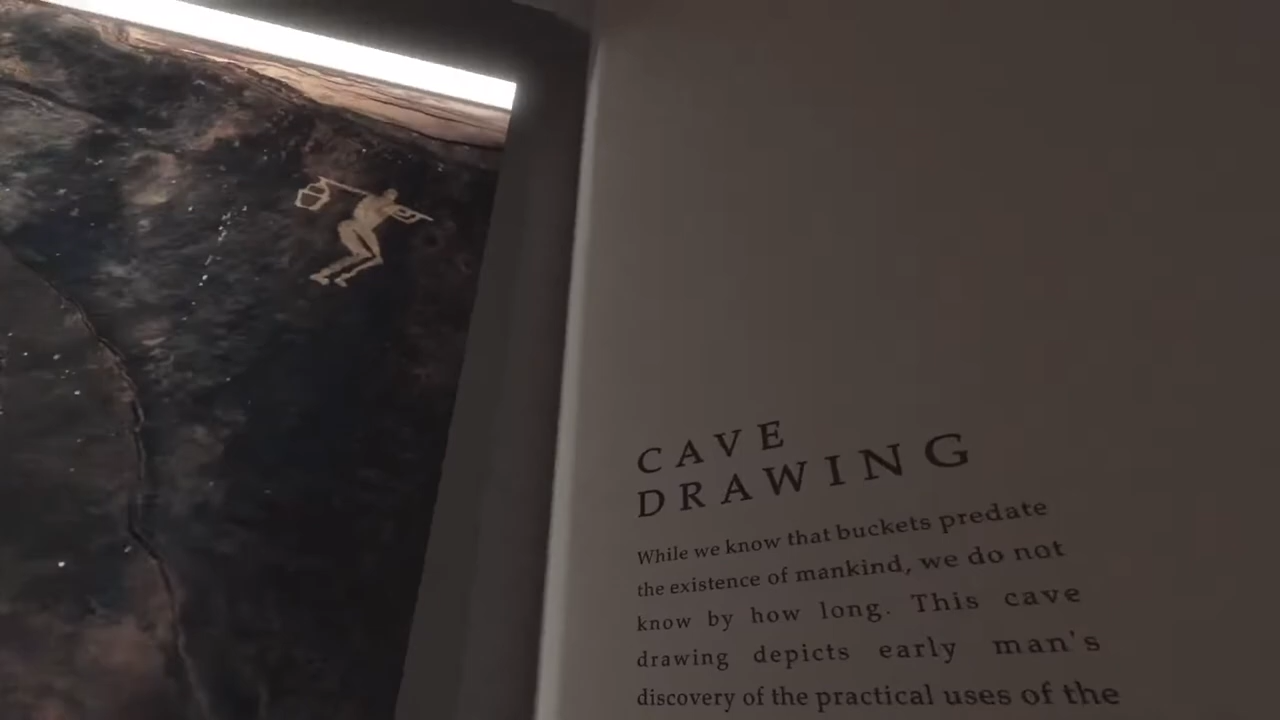 CAVE
DRAWING
While we know that buckets predate
the existence of mankind, we do not
know by how long. This cave
drawing depicts early man's
discovery of the practical uses of the